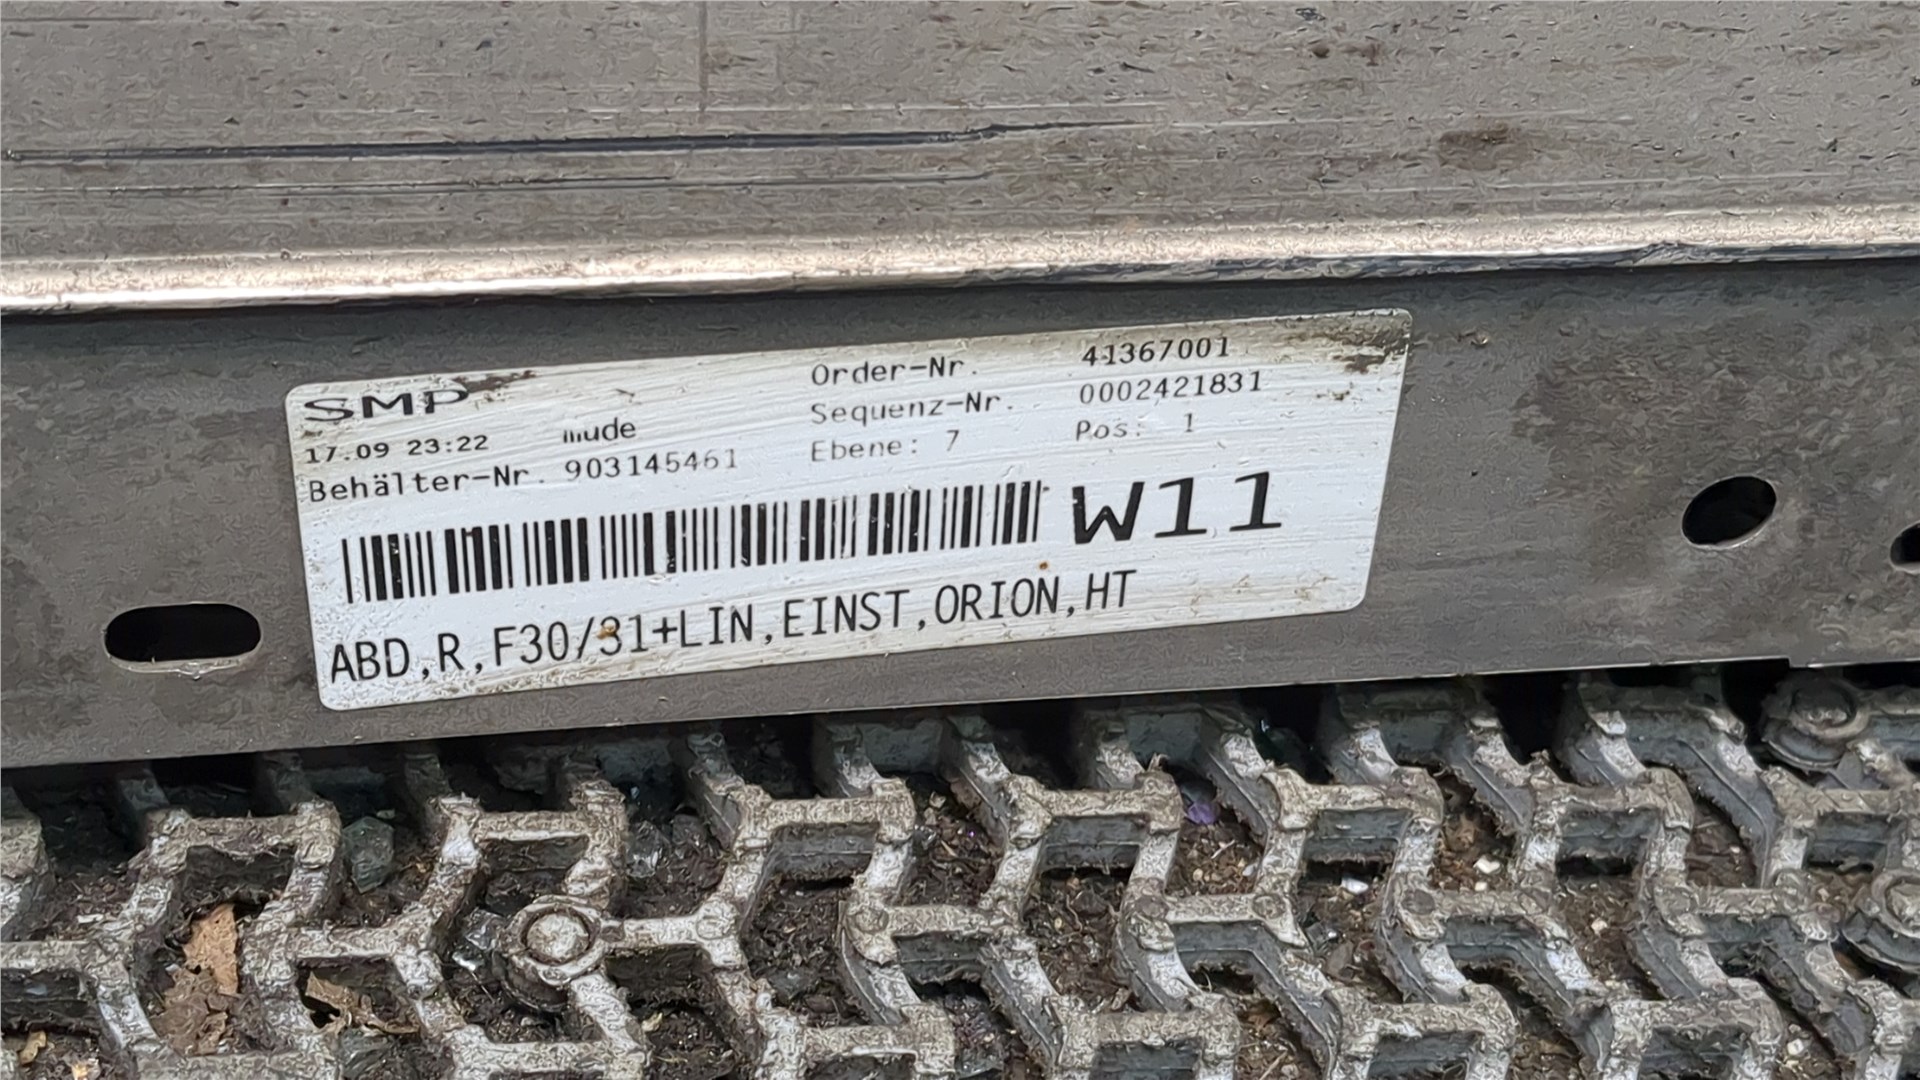 SMP
Order-Nr. 41367001
17.09 23:22
Sequenz-Nr. 0002421831
Behälter-Nr. 903145461
Ebene: 7 Pos: 1
W11
ABD,R,F30/31+LIN,EINST,ORION,HT